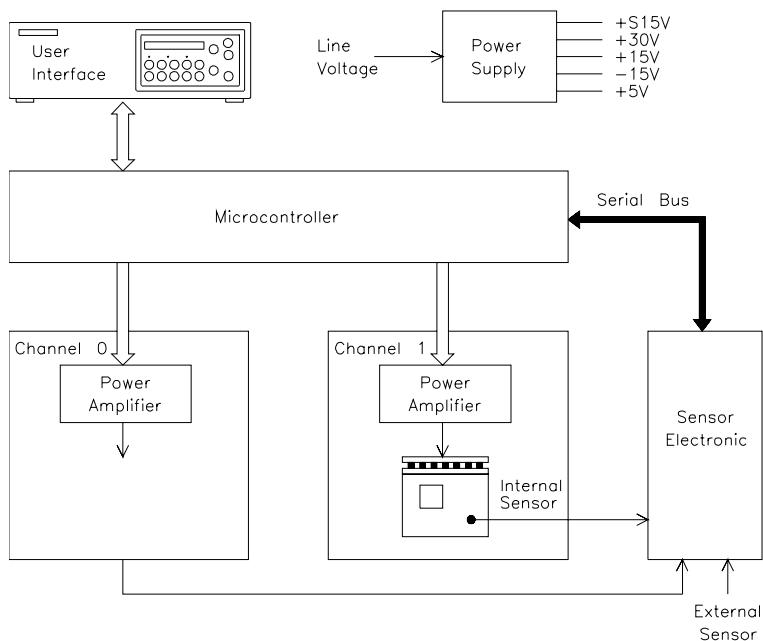 User
Interface
Line
Voltage
Power
Supply
+S15V
+30V
+15V
-15V
+5V
Microcontroller
Serial Bus
Channel 0
Power
Amplifier
Channel 1
Power
Amplifier
Internal
Sensor
Sensor
Electronic
External
Sensor